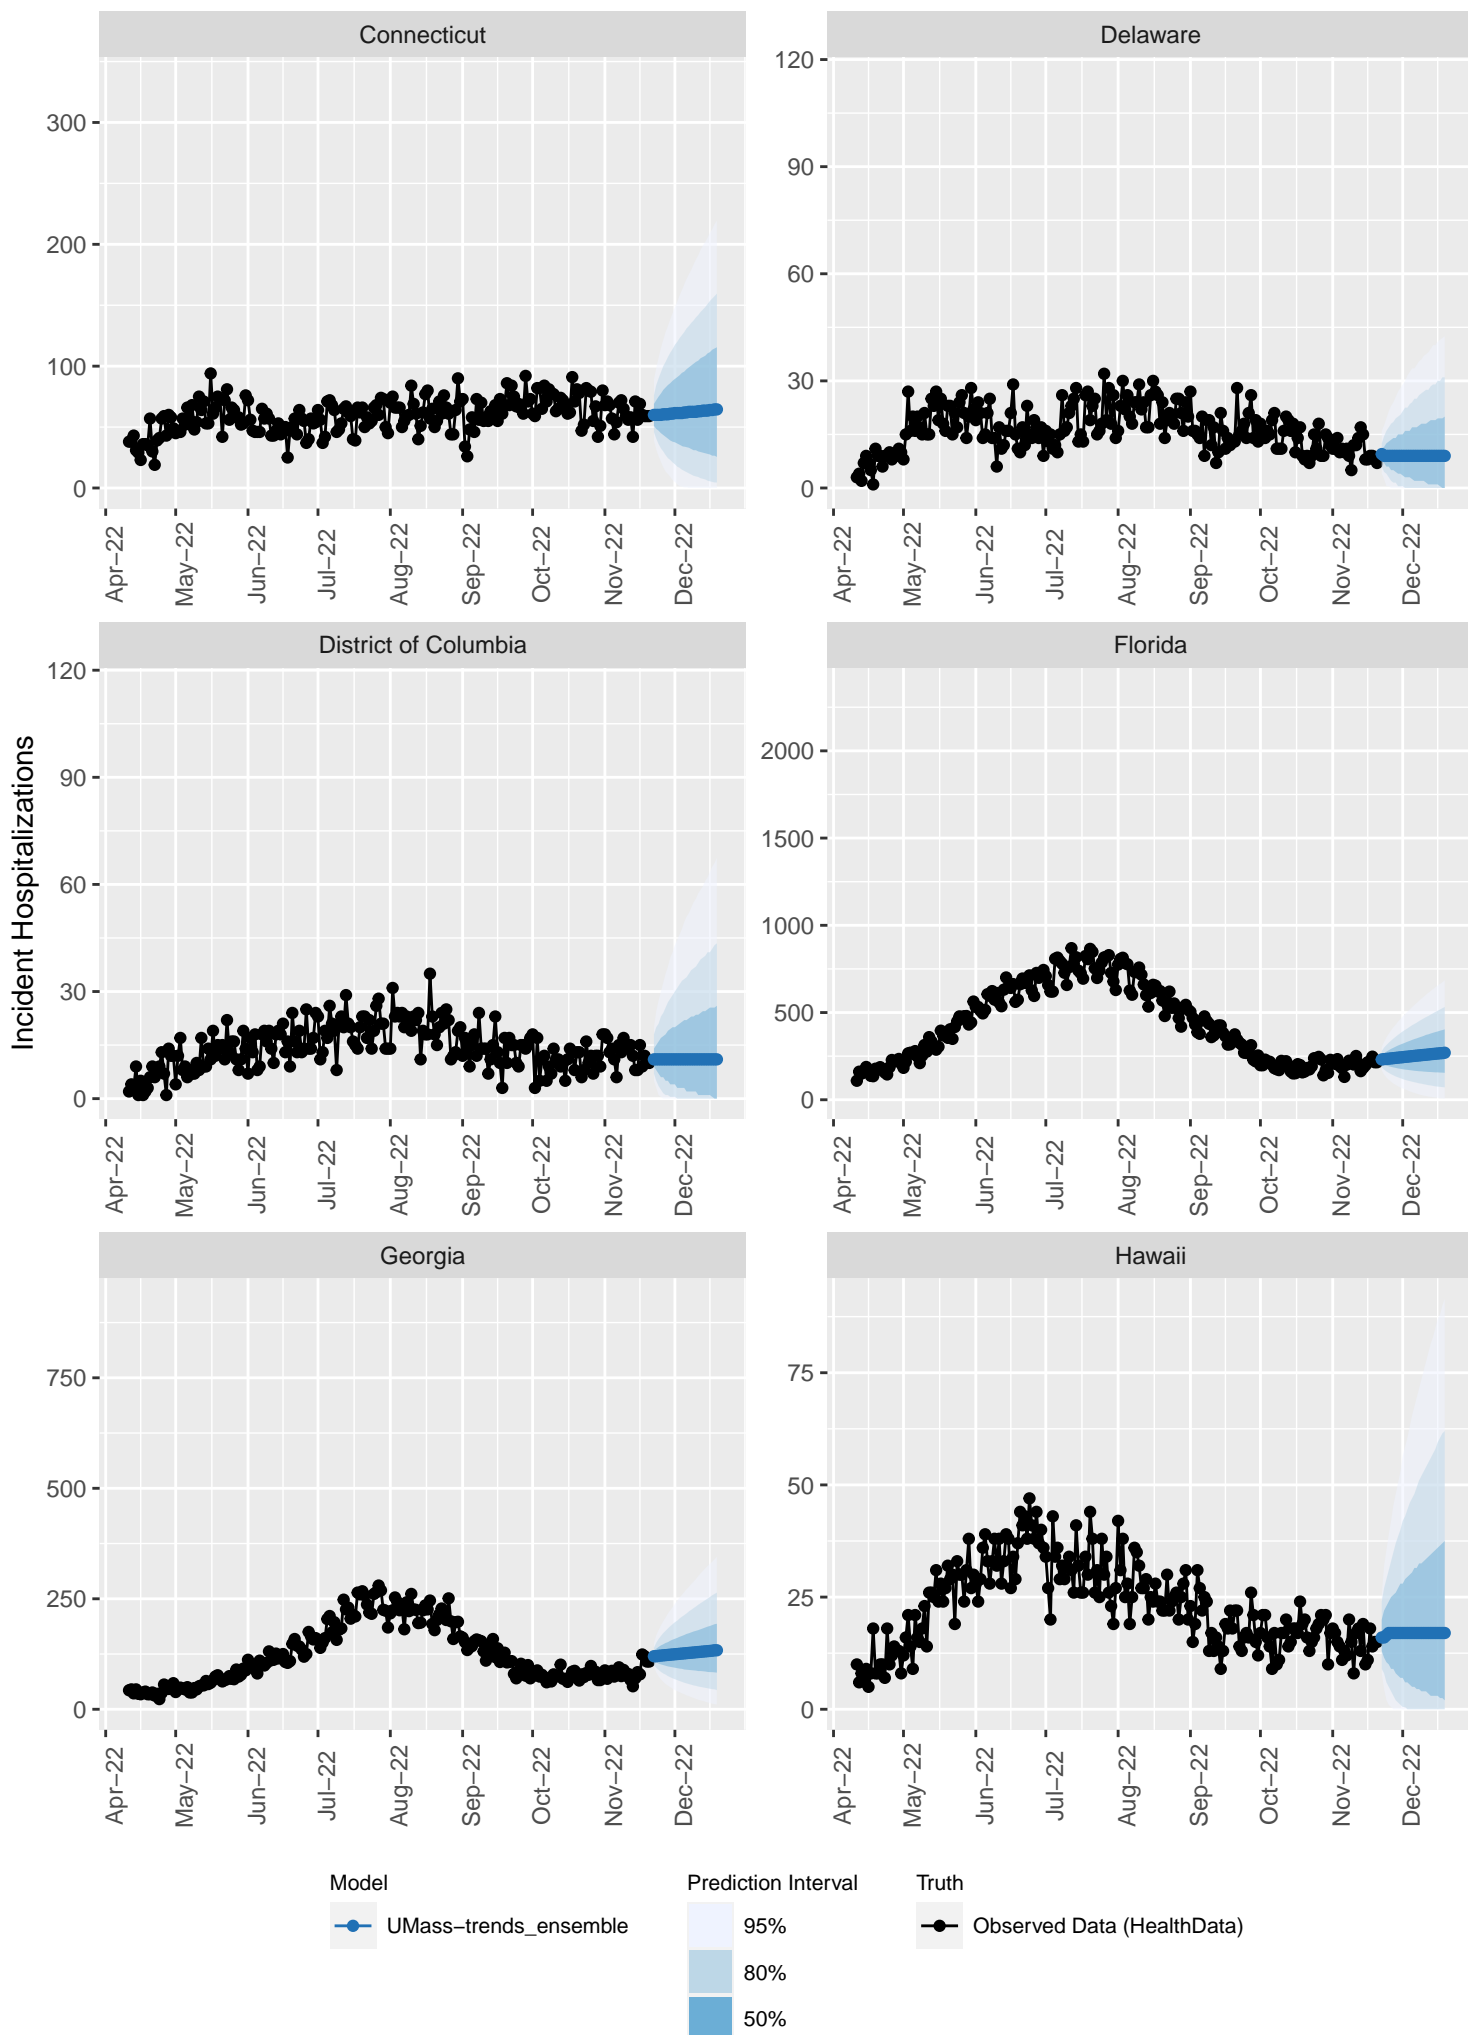 Connecticut
Delaware
300
200
100
0
120
90
60
30
0
Apr−22 May−22 Jun−22 Jul−22 Aug−22 Sep−22 Oct−22 Nov−22 Dec−22
Apr−22 May−22 Jun−22 Jul−22 Aug−22 Sep−22 Oct−22 Nov−22 Dec−22
Incident Hospitalizations
District of Columbia
Florida
120
90
60
30
0
2000
1500
1000
500
0
Apr−22 May−22 Jun−22 Jul−22 Aug−22 Sep−22 Oct−22 Nov−22 Dec−22
Apr−22 May−22 Jun−22 Jul−22 Aug−22 Sep−22 Oct−22 Nov−22 Dec−22
Georgia
Hawaii
750
500
250
0
75
50
25
0
Apr−22 May−22 Jun−22 Jul−22 Aug−22 Sep−22 Oct−22 Nov−22 Dec−22
Apr−22 May−22 Jun−22 Jul−22 Aug−22 Sep−22 Oct−22 Nov−22 Dec−22
Model
UMass−trends_ensemble
Prediction Interval
95%
80%
50%
Truth
Observed Data (HealthData)